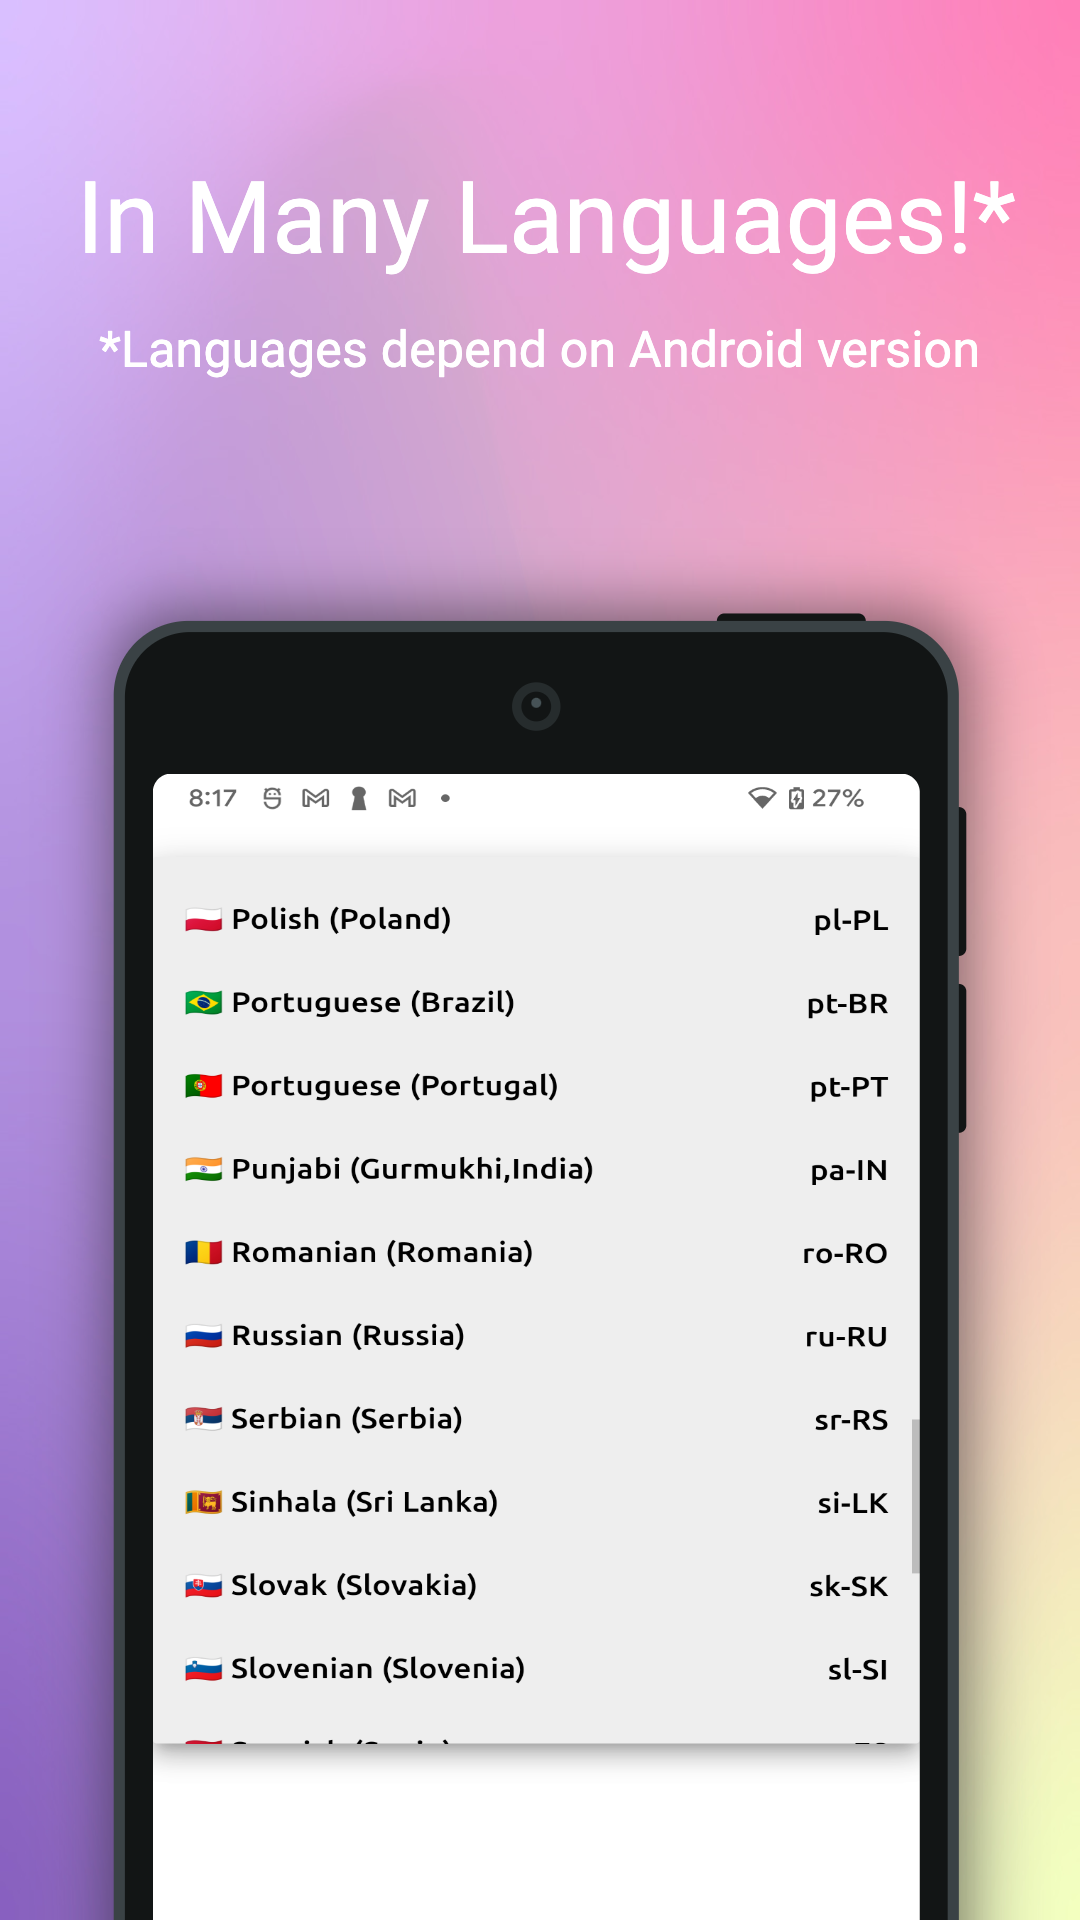 In Many Languages!*
*Languages depend on Android version
8:17 27%
Polish (Poland) pl-PL
Portuguese (Brazil) pt-BR
Portuguese (Portugal) pt-PT
Punjabi (Gurmukhi,India) pa-IN
Romanian (Romania) ro-RO
Russian (Russia) ru-RU
Serbian (Serbia) sr-RS
Sinhala (Sri Lanka) si-LK
Slovak (Slovakia) sk-SK
Slovenian (Slovenia) sl-SI